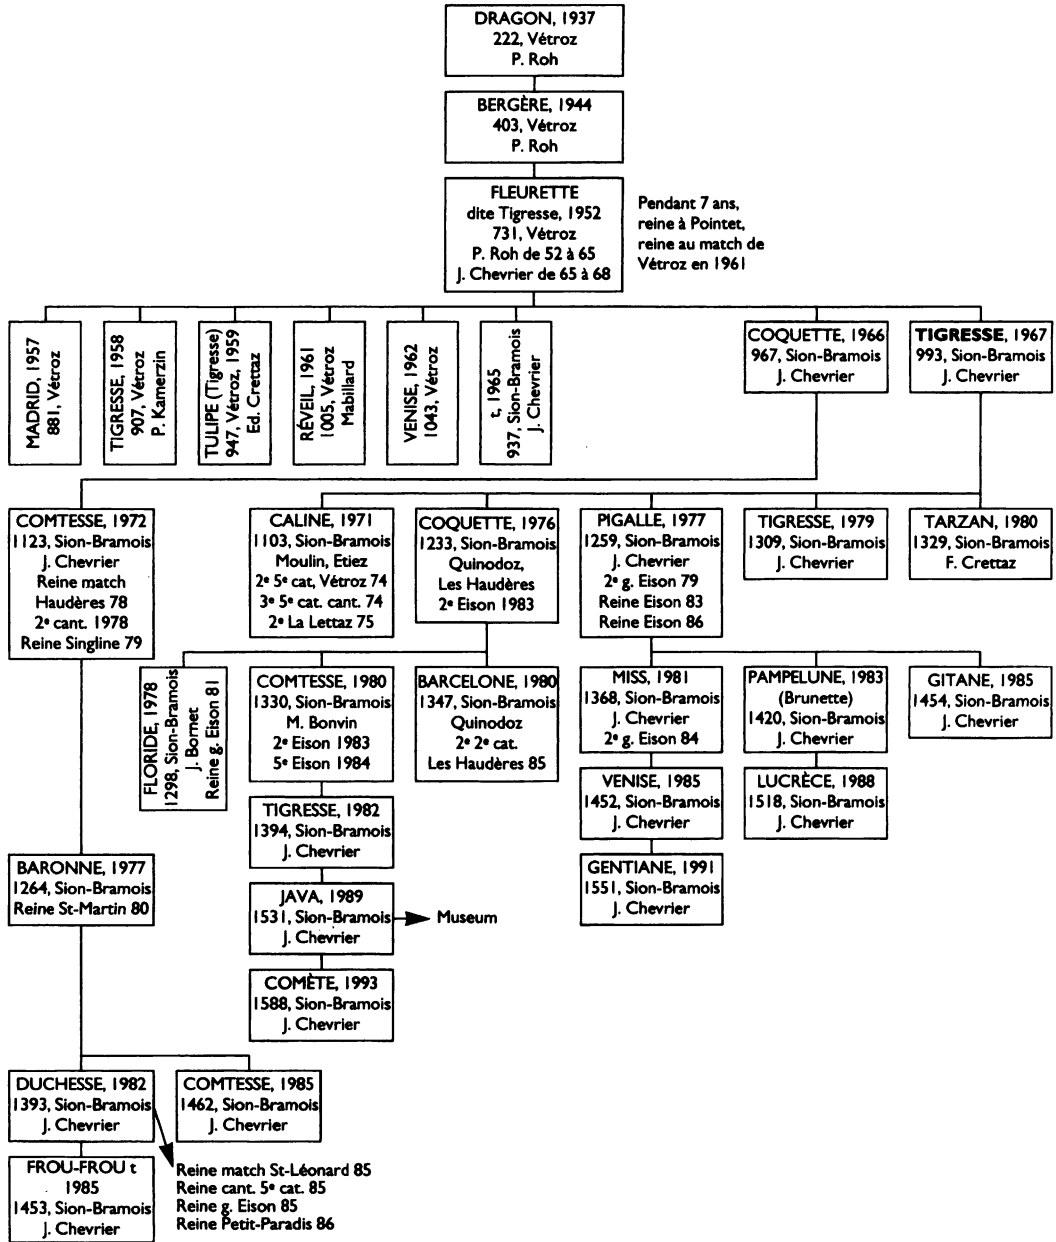 DRAGON, 1937
222, Vétroz
P. Roh
BERGÈRE, 1944
403, Vétroz
P. Roh
FLEURETTE
dite Tigresse, 1952
731, Vétroz
P. Roh de 52 à 65
J. Chevrier de 65 à 68
Pendant 7 ans,
reine à Pointet,
reine au match de
Vétroz en 1961
MADRID, 1957
881, Vétroz
TIGRESSE, 1958
907, Vétroz
P. Kamerzin
TULIPE (Tigresse)
947, Vétroz, 1959
Ed. Crettaz
RÉVEIL, 1961
1005, Vétroz
Mabillard
VENISE, 1962
1043, Vétroz
t, 1965
937, Sion-Bramois
J. Chevrier
COQUETTE, 1966
967, Sion-Bramois
J. Chevrier
TIGRESSE, 1967
993, Sion-Bramois
J. Chevrier
COMTESSE, 1972
1123, Sion-Bramois
J. Chevrier
Reine match
Haudères 78
2e cant. 1978
Reine Singline 79
CALINE, 1971
1103, Sion-Bramois
Moulin, Etiez
2e 5e cat, Vétroz 74
3e 5e cat. cant. 74
2e La Lettaz 75
COQUETTE, 1976
1233, Sion-Bramois
Quinodoz,
Les Haudères
2e Eison 1983
PIGALLE, 1977
1259, Sion-Bramois
J. Chevrier
2e g. Eison 79
Reine Eison 83
Reine Eison 86
TIGRESSE, 1979
1309, Sion-Bramois
J. Chevrier
TARZAN, 1980
1329, Sion-Bramois
F. Crettaz
FLORIDE, 1978
1298, Sion-Bramois
J. Bornet
Reine g. Eison 81
COMTESSE, 1980
1330, Sion-Bramois
M. Bonvin
2e Eison 1983
5e Eison 1984
BARCELONE, 1980
1347, Sion-Bramois
Quinodoz
2e 2e cat.
Les Haudères 85
MISS, 1981
1368, Sion-Bramois
J. Chevrier
2e g. Eison 84
PAMPELUNE, 1983
(Brunette)
1420, Sion-Bramois
J. Chevrier
GITANE, 1985
1454, Sion-Bramois
J. Chevrier
TIGRESSE, 1982
1394, Sion-Bramois
J. Chevrier
VENISE, 1985
1452, Sion-Bramois
J. Chevrier
LUCRÈCE, 1988
1518, Sion-Bramois
J. Chevrier
BARONNE, 1977
1264, Sion-Bramois
Reine St-Martin 80
JAVA, 1989
1531, Sion-Bramois
J. Chevrier
Museum
GENTIANE, 1991
1551, Sion-Bramois
J. Chevrier
COMÈTE, 1993
1588, Sion-Bramois
J. Chevrier
DUCHESSE, 1982
1393, Sion-Bramois
J. Chevrier
COMTESSE, 1985
1462, Sion-Bramois
J. Chevrier
FROU-FROU t
1985
1453, Sion-Bramois
J. Chevrier
Reine match St-Léonard 85
Reine cant. 5e cat. 85
Reine g. Eison 85
Reine Petit-Paradis 86